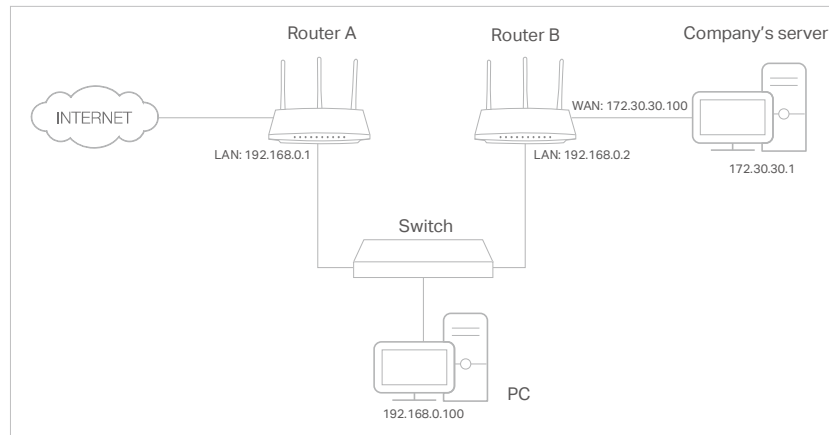 Router A
Router B
Company's server
INTERNET
WAN: 172.30.30.100
LAN: 192.168.0.1
LAN: 192.168.0.2
172.30.30.1
Switch
PC
192.168.0.100